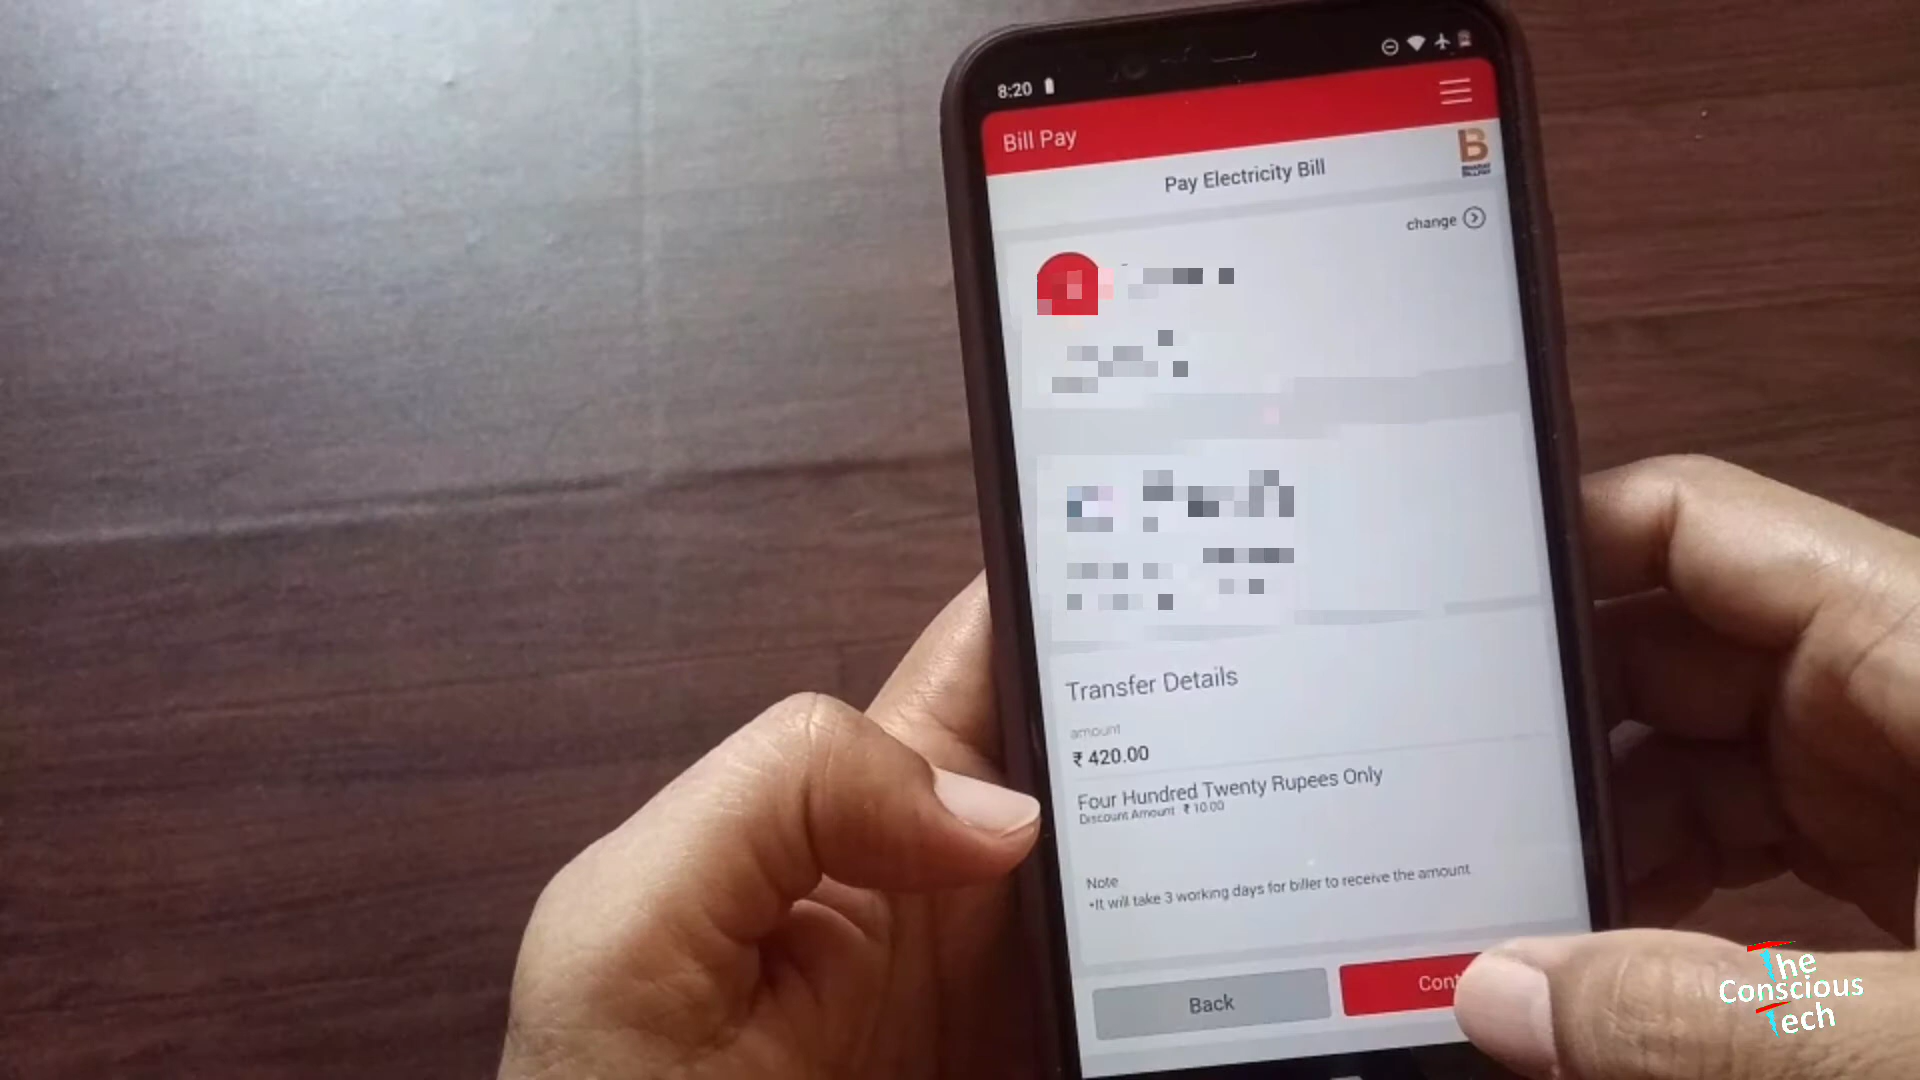 8:20
Bill Pay
B
Pay Electricity Bill
change
Transfer Details
amount
₹ 420.00
Four Hundred Twenty Rupees Only
Discount Amount ₹ 10.00
Note
•It will take 3 working days for biller to receive the amount
Back
Cont
The
Conscious
Tech